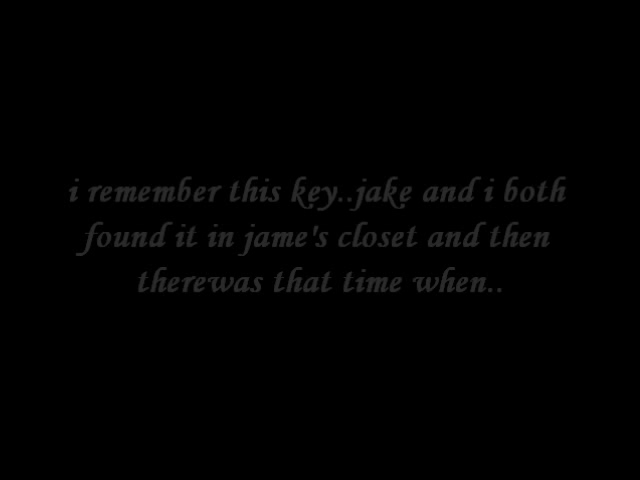 i remember this key..jake and i both
found it in jame's closet and then
therewas that time when..